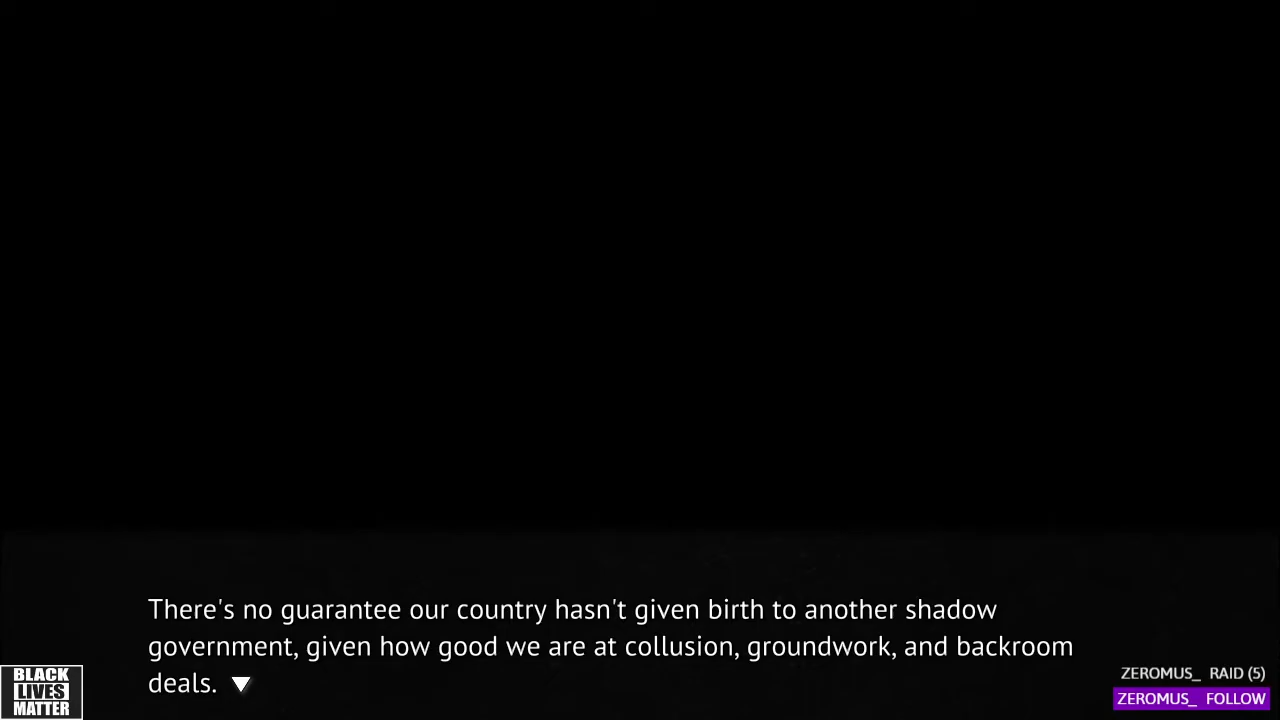 There's no guarantee our country hasn't given birth to another shadow
government, given how good we are at collusion, groundwork, and backroom
deals.
BLACK
LIVES
MATTER
ZEROMUS_ RAID (5)
ZEROMUS_ FOLLOW